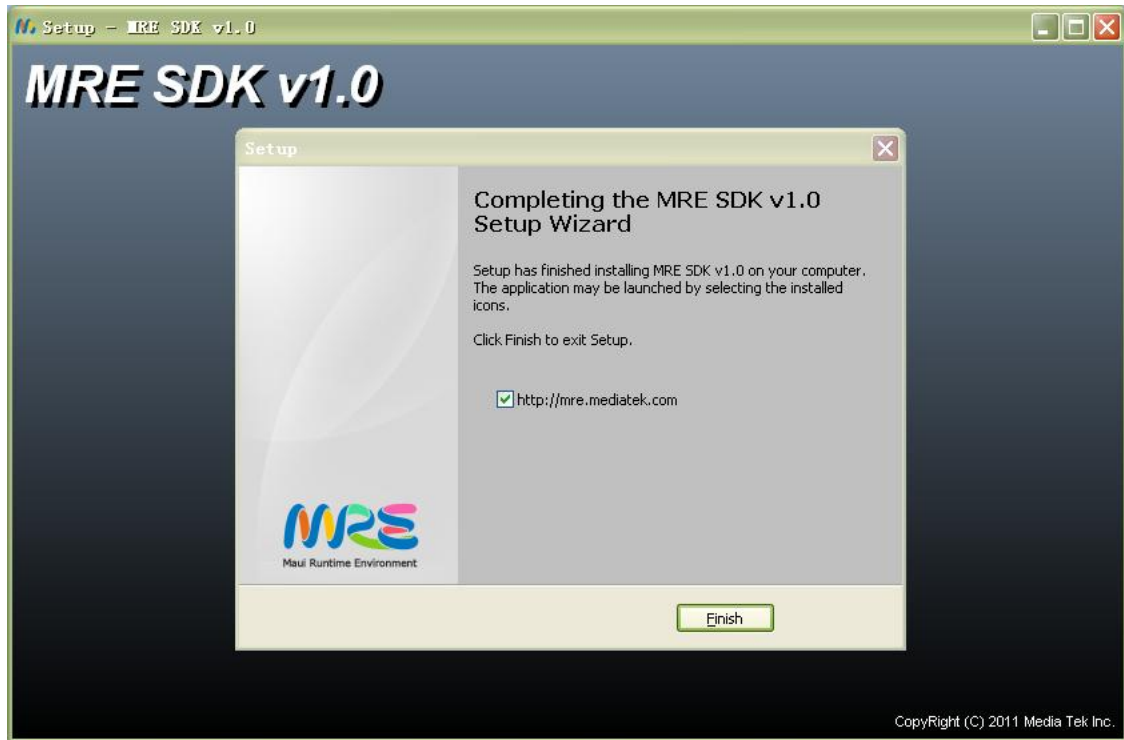 Setup - MRE SDK v1.0
MRE SDK v1.0
Setup
Completing the MRE SDK v1.0
Setup Wizard
Setup has finished installing MRE SDK v1.0 on your computer.
The application may be launched by selecting the installed
icons.
Click Finish to exit Setup.
http://mre.mediatek.com
MRE
Maui Runtime Environment
Finish
CopyRight (C) 2011 Media Tek Inc.